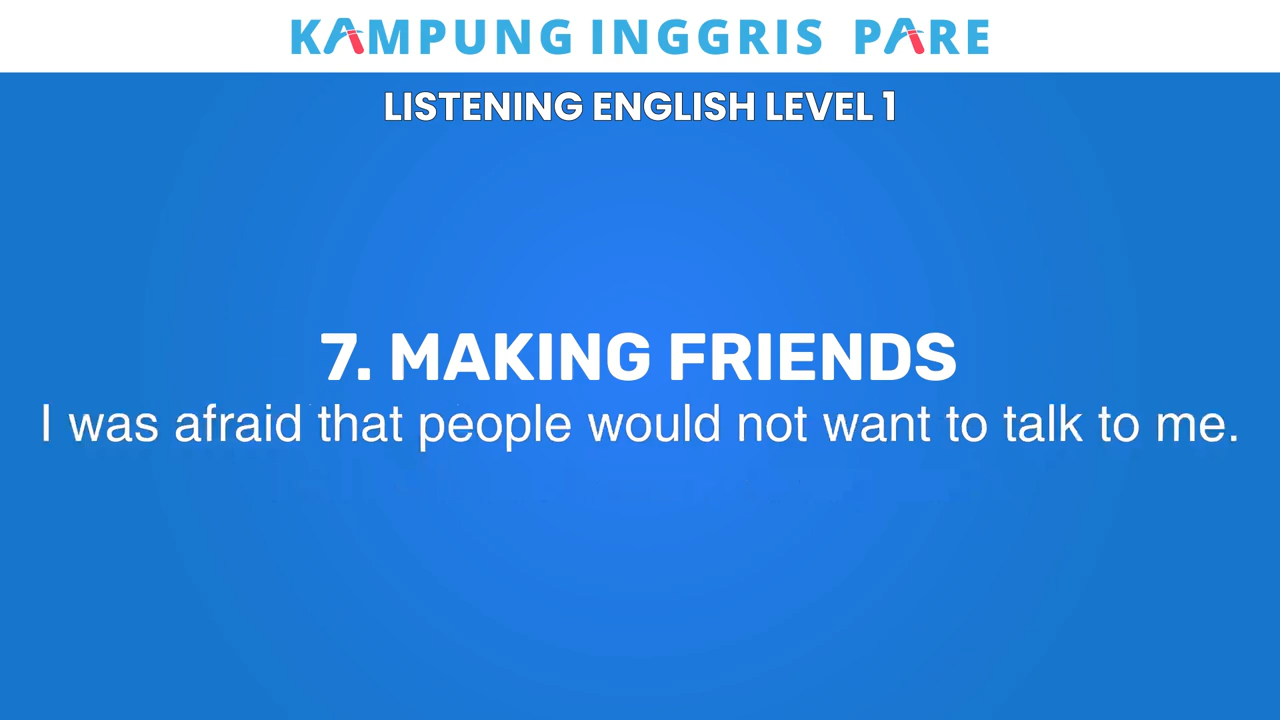 KAMPUNG INGGRIS PARE
LISTENING ENGLISH LEVEL 1
7. MAKING FRIENDS
I was afraid that people would not want to talk to me.